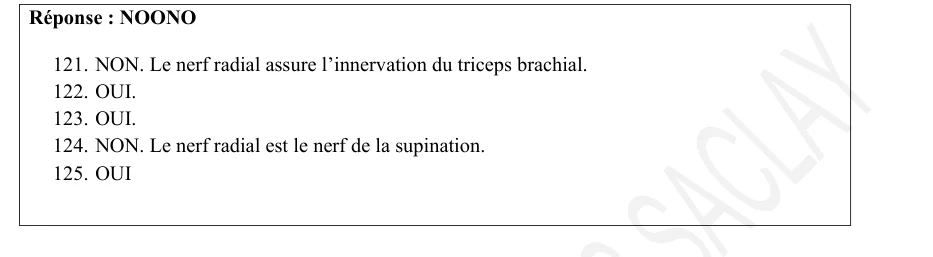 Réponse : NOONO
121. NON. Le nerf radial assure l’innervation du triceps brachial.
122. OUI.
123. OUI.
124. NON. Le nerf radial est le nerf de la supination.
125. OUI
SACLAY